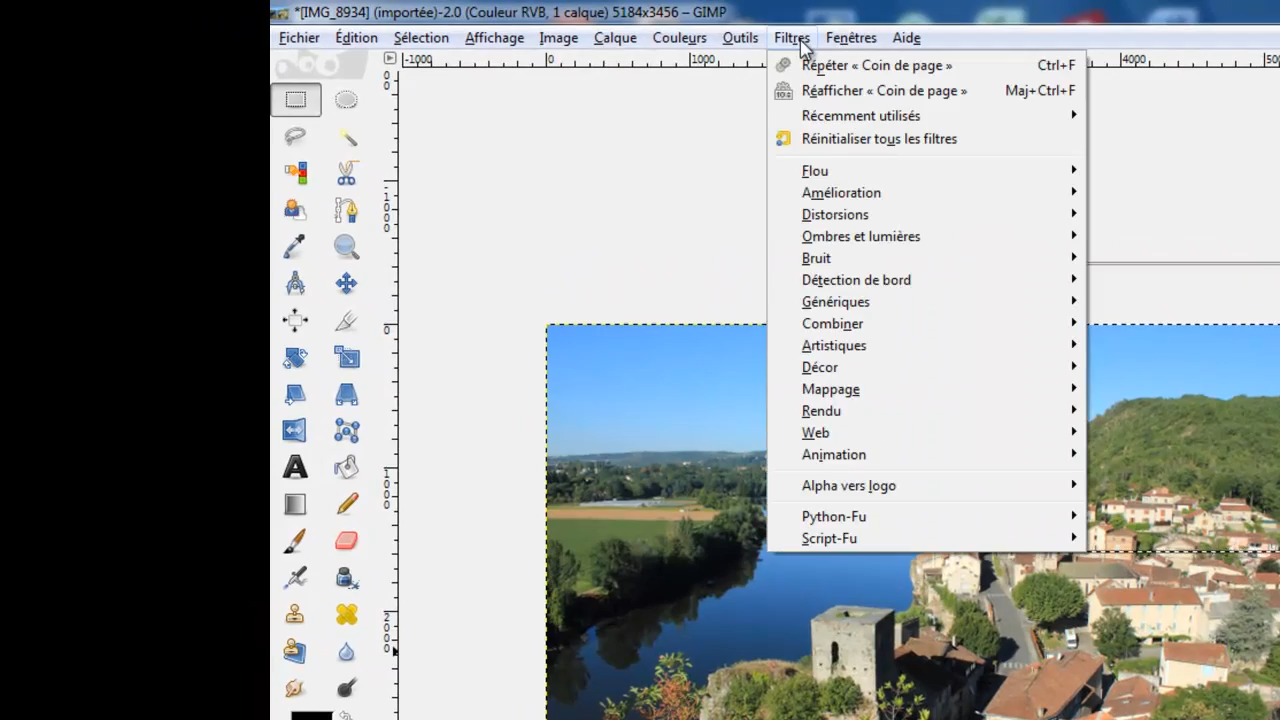 *[IMG_8934] (importée)-2.0 (Couleur RVB, 1 calque) 5184x3456 – GIMP
Fichier Édition Sélection Affichage Image Calque Couleurs Outils Filtres Fenêtres Aide
-1000 0 1000 4000
Répéter « Coin de page » Ctrl+F
Réafficher « Coin de page » Maj+Ctrl+F
Récemment utilisés
Réinitialiser tous les filtres
Flou
Amélioration
Distorsions
Ombres et lumières
Bruit
Détection de bord
Génériques
Combiner
Artistiques
Décor
Mappage
Rendu
Web
Animation
Alpha vers logo
Python-Fu
Script-Fu